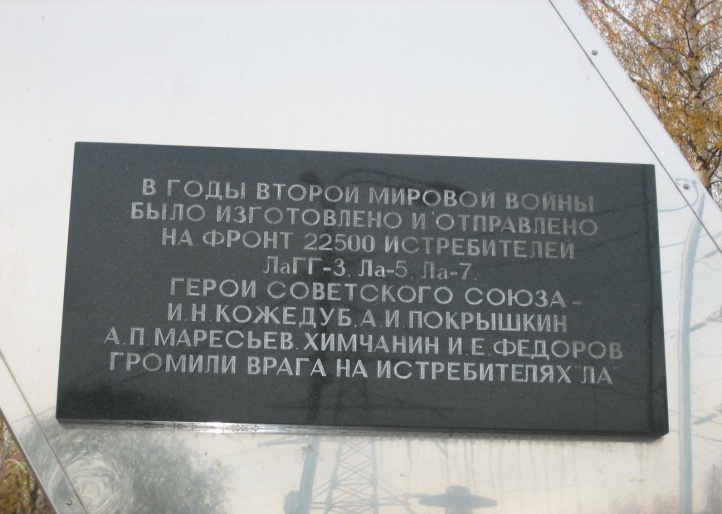 В ГОДЫ ВТОРОЙ МИРОВОЙ ВОЙНЫ
БЫЛО ИЗГОТОВЛЕНО И ОТПРАВЛЕНО
НА ФРОНТ 22500 ИСТРЕБИТЕЛЕЙ
ЛаГГ-3, Ла-5, Ла-7.
ГЕРОИ СОВЕТСКОГО СОЮЗА -
И.Н.КОЖЕДУБ, А.И.ПОКРЫШКИН
А.П.МАРЕСЬЕВ, ХИМЧАНИН И.Е.ФЕДОРОВ
ГРОМИЛИ ВРАГА НА ИСТРЕБИТЕЛЯХ "ЛА"